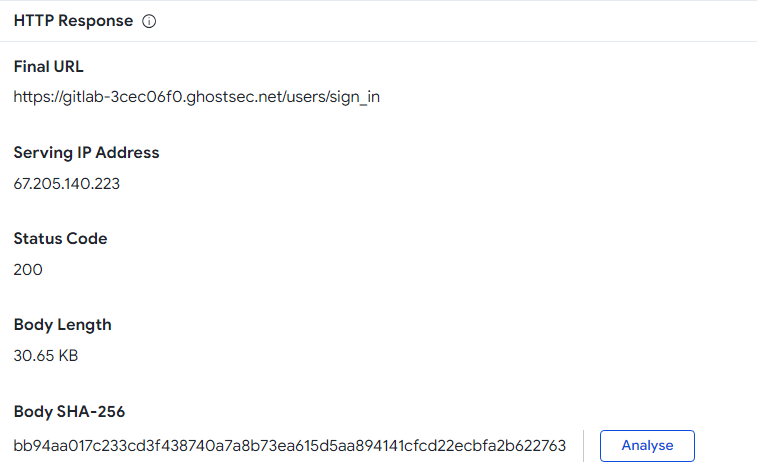 HTTP Response
Final URL
https://gitlab-3cec06f0.ghostsec.net/users/sign_in
Serving IP Address
67.205.140.223
Status Code
200
Body Length
30.65 KB
Body SHA-256
bb94aa017c233cd3f438740a7a8b73ea615d5aa894141cfcd22ecbfa2b622763 Analyse